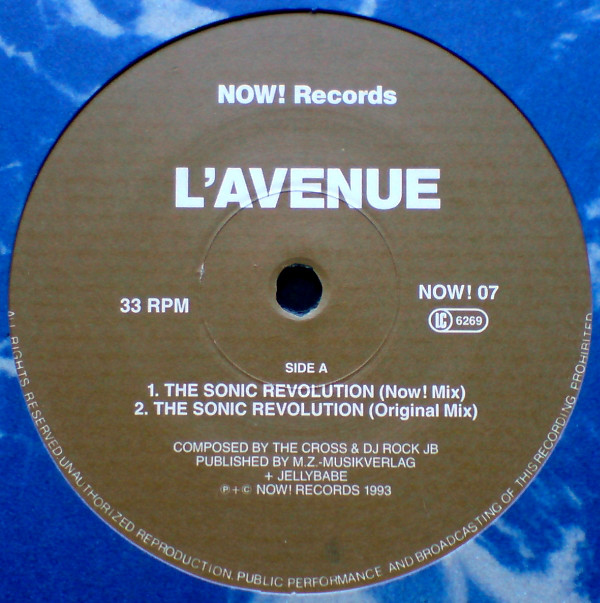 NOW! Records
L'AVENUE
33 RPM
NOW! 07
LC 6269
SIDE A
1. THE SONIC REVOLUTION (Now! Mix)
2. THE SONIC REVOLUTION (Original Mix)
COMPOSED BY THE CROSS & DJ ROCK JB
PUBLISHED BY M.Z.-MUSIKVERLAG
+ JELLYBABE
℗+© NOW! RECORDS 1993
ALL RIGHTS RESERVED.UNAUTHORIZED REPRODUCTION. PUBLIC PERFORMANCE AND BROADCASTING OF THIS RECORDING PROHIBITED